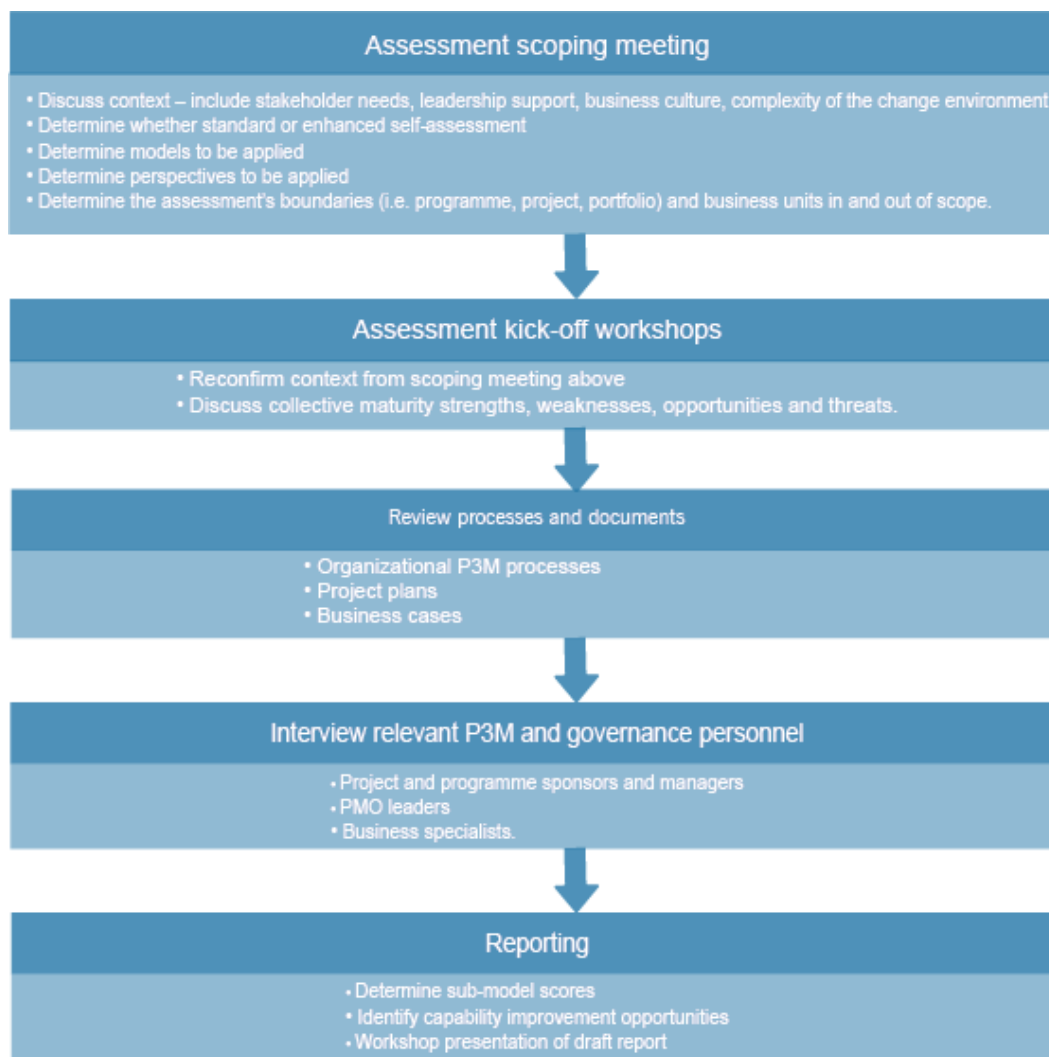 Assessment scoping meeting
• Discuss context – include stakeholder needs, leadership support, business culture, complexity of the change environment
• Determine whether standard or enhanced self-assessment
• Determine models to be applied
• Determine perspectives to be applied
• Determine the assessment's boundaries (i.e. programme, project, portfolio) and business units in and out of scope.
Assessment kick-off workshops
• Reconfirm context from scoping meeting above
• Discuss collective maturity strengths, weaknesses, opportunities and threats.
Review processes and documents
• Organizational P3M processes
• Project plans
• Business cases
Interview relevant P3M and governance personnel
• Project and programme sponsors and managers
• PMO leaders
• Business specialists.
Reporting
• Determine sub-model scores
• Identify capability improvement opportunities
• Workshop presentation of draft report